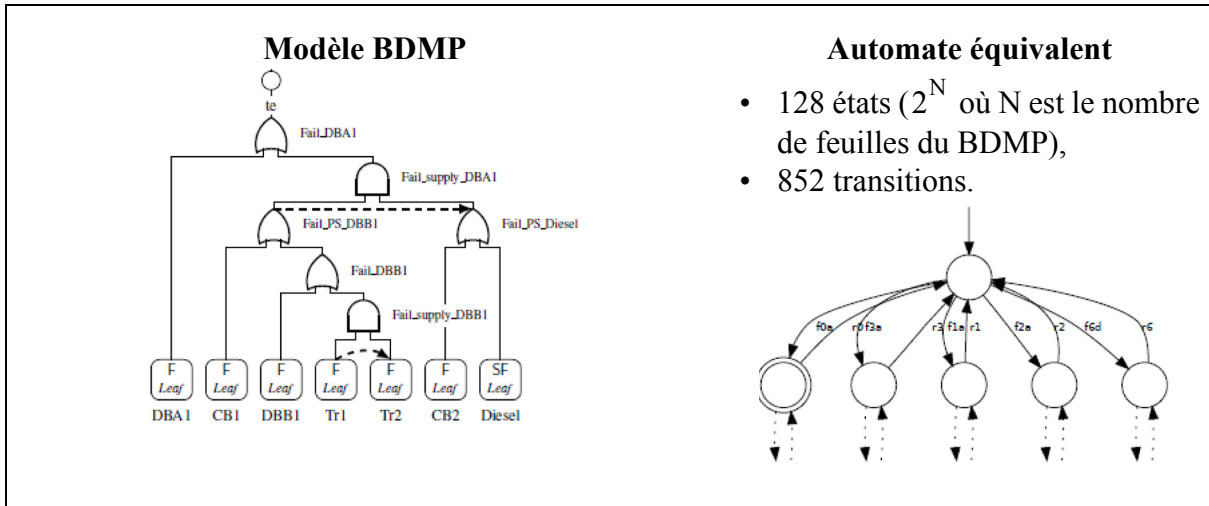 Modèle BDMP
te
Fail_DBA1
Fail_supply_DBA1
Fail_PS_DBB1
Fail_PS_Diesel
Fail_DBB1
Fail_supply_DBB1
F F F F F F SF
Leaf Leaf Leaf Leaf Leaf Leaf Leaf
DBA1 CB1 DBB1 Tr1 Tr2 CB2 Diesel
Automate équivalent
• 128 états (2^N où N est le nombre
de feuilles du BDMP),
• 852 transitions.
f0a r0 f3a r3 f1a r1 f2a r2 f6d r6